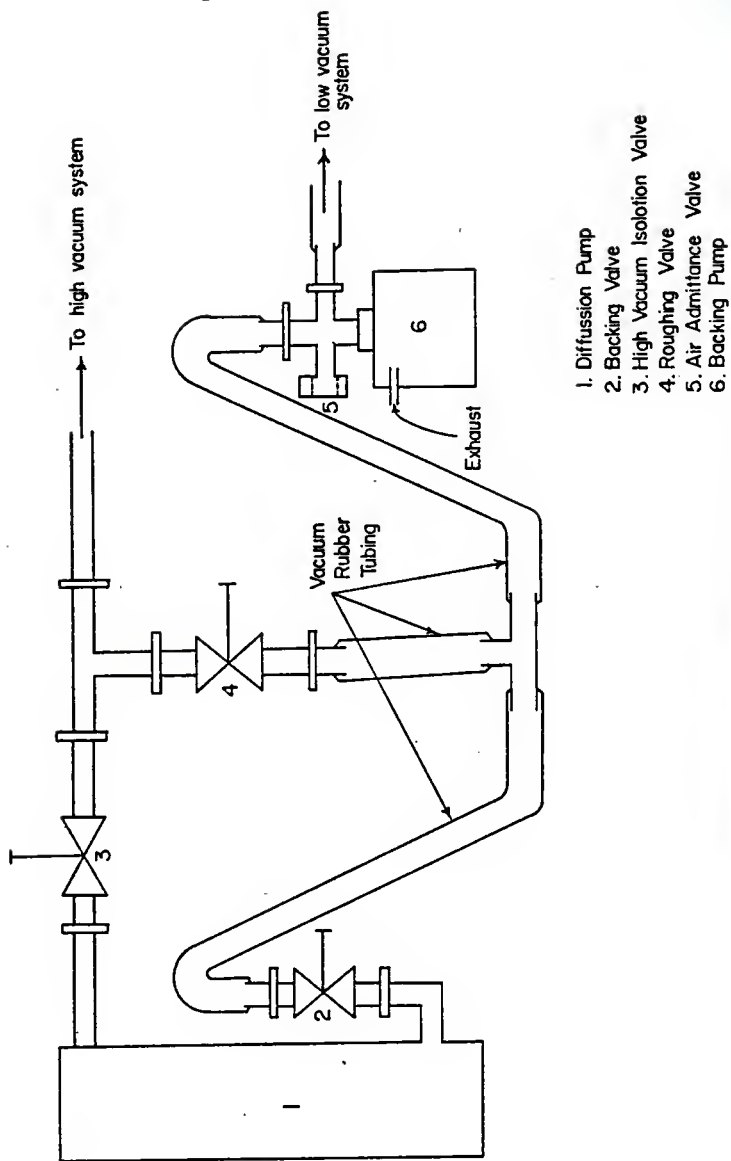 To high vacuum system
To low vacuum
system
3
4
2
1
5
6
Exhaust
Vacuum
Rubber
Tubing
1. Diffussion Pump
2. Backing Valve
3. High Vacuum Isolotion Valve
4. Roughing Valve
5. Air Admittance Valve
6. Backing Pump